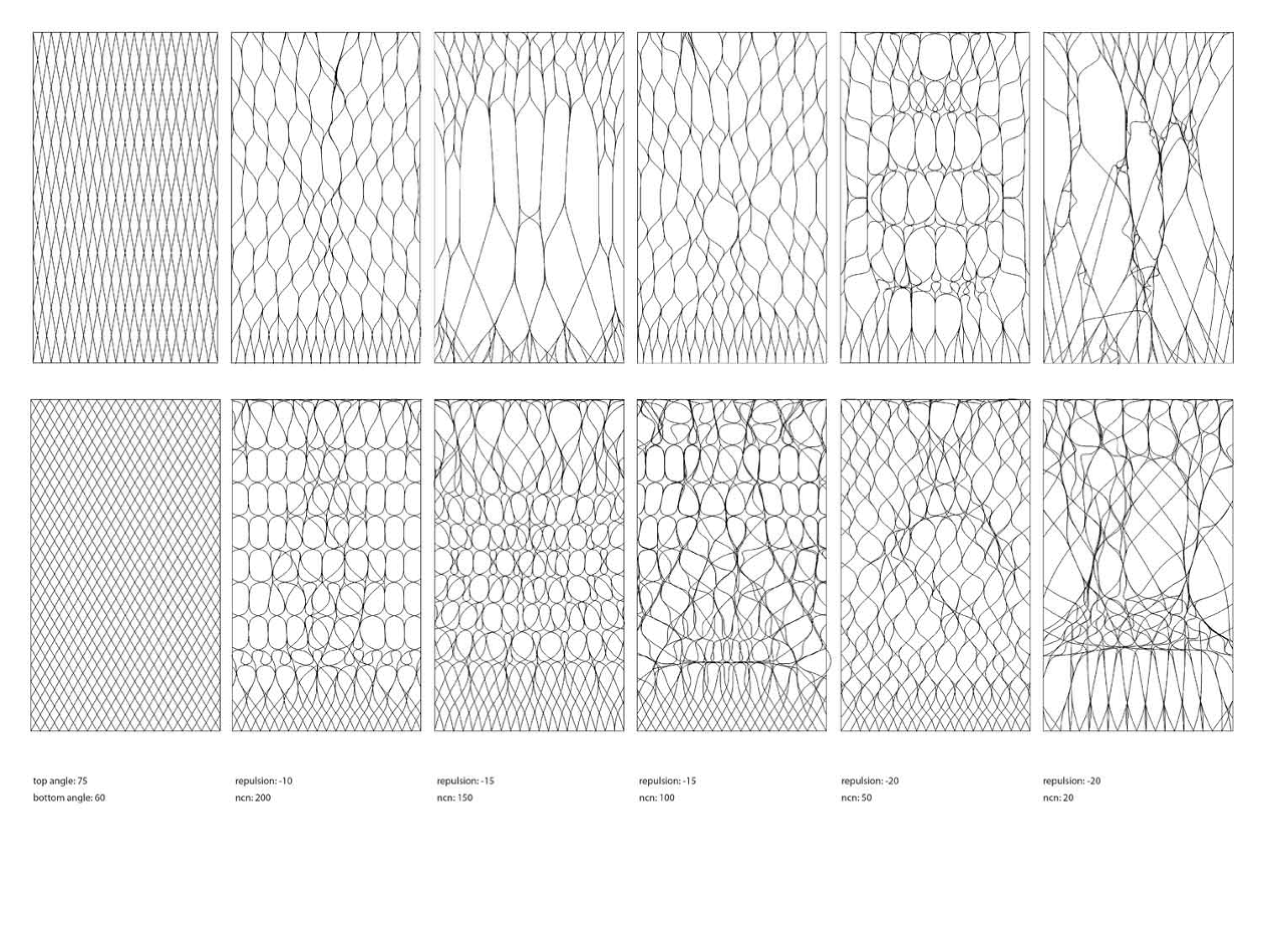 top angle: 75
bottom angle: 60
repulsion: -10
ncn: 200
repulsion: -15
ncn: 150
repulsion: -15
ncn: 100
repulsion: -20
ncn: 50
repulsion: -20
ncn: 20